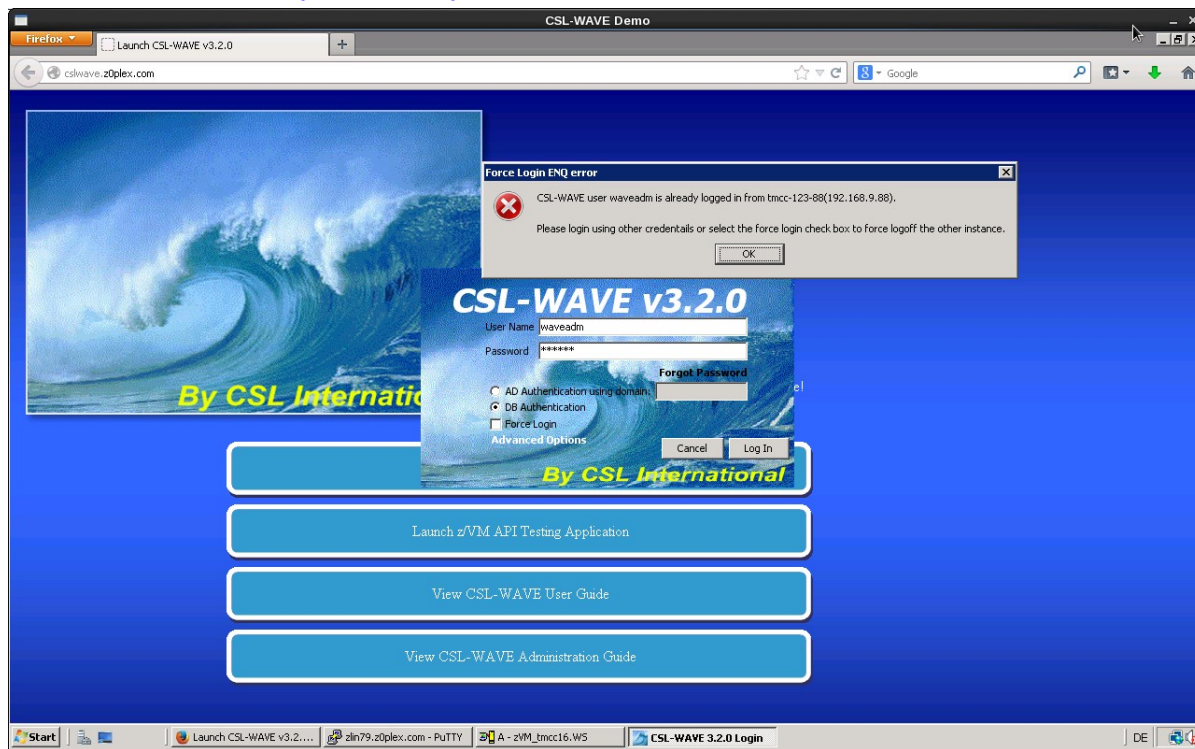 CSL-WAVE Demo
Firefox
Launch CSL-WAVE v3.2.0
+
cslwave.z0plex.com
Google
Force Login ENQ error
CSL-WAVE user waveadm is already logged in from tmcc-123-88(192.168.9.88).
Please login using other credentails or select the force login check box to force logoff the other instance.
OK
By CSL Internatio
CSL-WAVE v3.2.0
User Name waveadm
Password ******
Forgot Password
AD Authentication using domain:
DB Authentication
Force Login
Advanced Options
Cancel
Log In
By CSL International
Launch z/VM API Testing Application
View CSL-WAVE User Guide
View CSL-WAVE Administration Guide
Start
Launch CSL-WAVE v3.2....
zlin79.z0plex.com - PuTTY
A - zVM_tmcc16.WS
CSL-WAVE 3.2.0 Login
DE